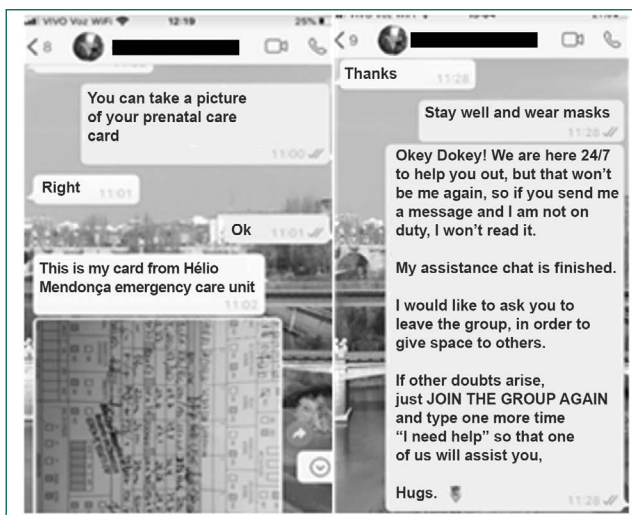 VIVO Voz WiFi
12:19
25%
8
You can take a picture
of your prenatal care
card
11:00
Right
11:01
Ok
11:01
This is my card from Hélio
Mendonça emergency care unit
11:02
9
Thanks
11:28
Stay well and wear masks
11:28
Okey Dokey! We are here 24/7
to help you out, but that won’t
be me again, so if you send me
a message and I am not on
duty, I won’t read it.
My assistance chat is finished.
I would like to ask you to
leave the group, in order to
give space to others.
If other doubts arise,
just JOIN THE GROUP AGAIN
and type one more time
“I need help” so that one
of us will assist you,
Hugs.
11:28